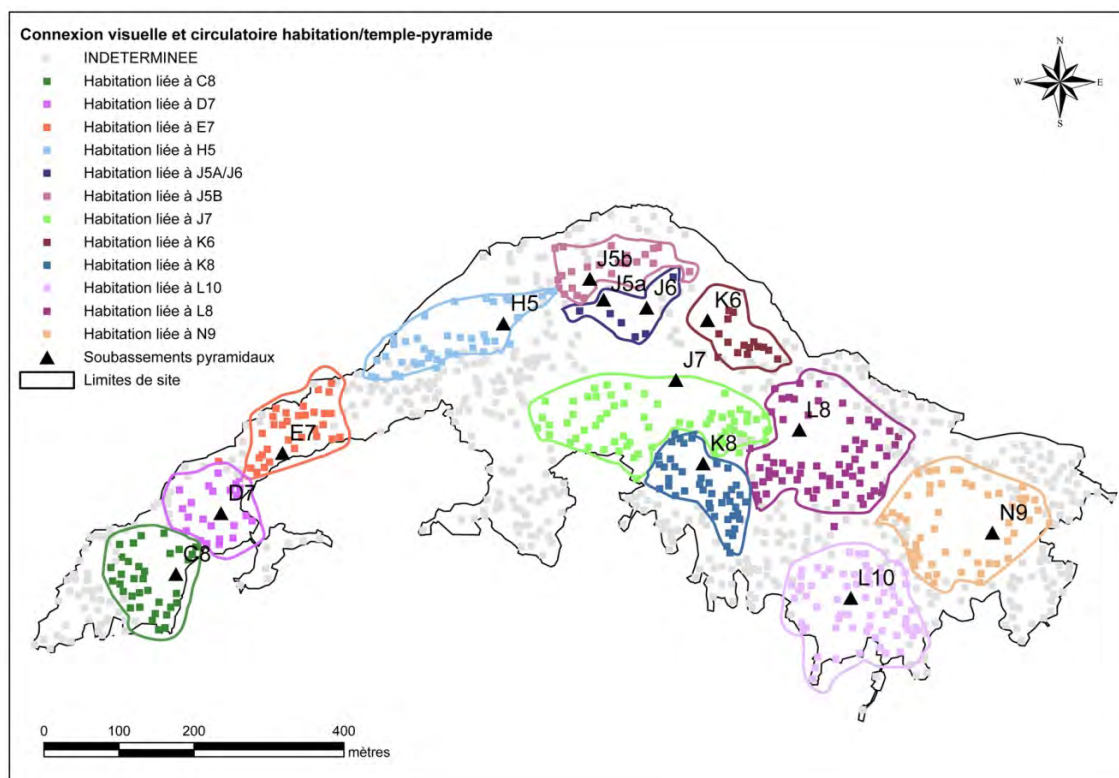 Connexion visuelle et circulatoire habitation/temple-pyramide
INDETERMINEE
Habitation liée à C8
Habitation liée à D7
Habitation liée à E7
Habitation liée à H5
Habitation liée à J5A/J6
Habitation liée à J5B
Habitation liée à J7
Habitation liée à K6
Habitation liée à K8
Habitation liée à L10
Habitation liée à L8
Habitation liée à N9
Soubassements pyramidaux
Limites de site
N
W
E
S
J5b
J5a
J6
H5
K6
J7
L8
E7
K8
D7
N9
C8
L10
0 100 200 400
mètres